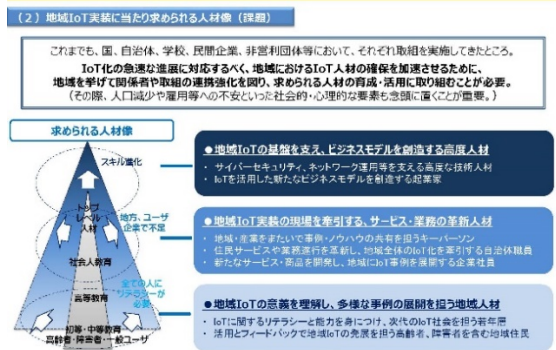 （２）地域IoT実装に当たり求められる人材像（課題）
これまでも、国、自治体、学校、民間企業、非営利団体等において、それぞれ取組を実施してきたところ。
IoT化の急速な進展に対応するべく、地域におけるIoT人材の確保を加速させるために、
地域を挙げて関係者や取組の連携強化を図り、求められる人材の育成・活用に取り組むことが必要。
（その際、人口減少や雇用等への不安といった社会的・心理的な要素も念頭に置くことが重要。）
求められる人材像
スキル進化
トップ
レベル
人材
地方、ユーザ
企業で不足
社会人教育
全ての人に
リテラシーが
必要
高等教育
初等・中等教育
高齢者・障害者・一般ユーザ
●地域IoTの基盤を支え、ビジネスモデルを創造する高度人材
・ サイバーセキュリティ、ネットワーク運用等を支える高度な技術人材
・ IoTを活用した新たなビジネスモデルを創造する起業家
●地域IoT実装の現場を牽引する、サービス・業務の革新人材
・ 地域・産業をまたいで事例・ノウハウの共有を担うキーパーソン
・ 住民サービスや業務遂行を革新し、地域全体のIoT化を牽引する自治体職員
・ 新たなサービス・商品を開発し、地域にIoT事例を展開する企業社員
●地域IoTの意義を理解し、多様な事例の展開を担う地域人材
・ IoTに関するリテラシーと能力を身につけ、次代のIoT社会を担う若年層
・ 活用とフィードバックで地域IoTの発展を担う高齢者、障害者を含む地域住民